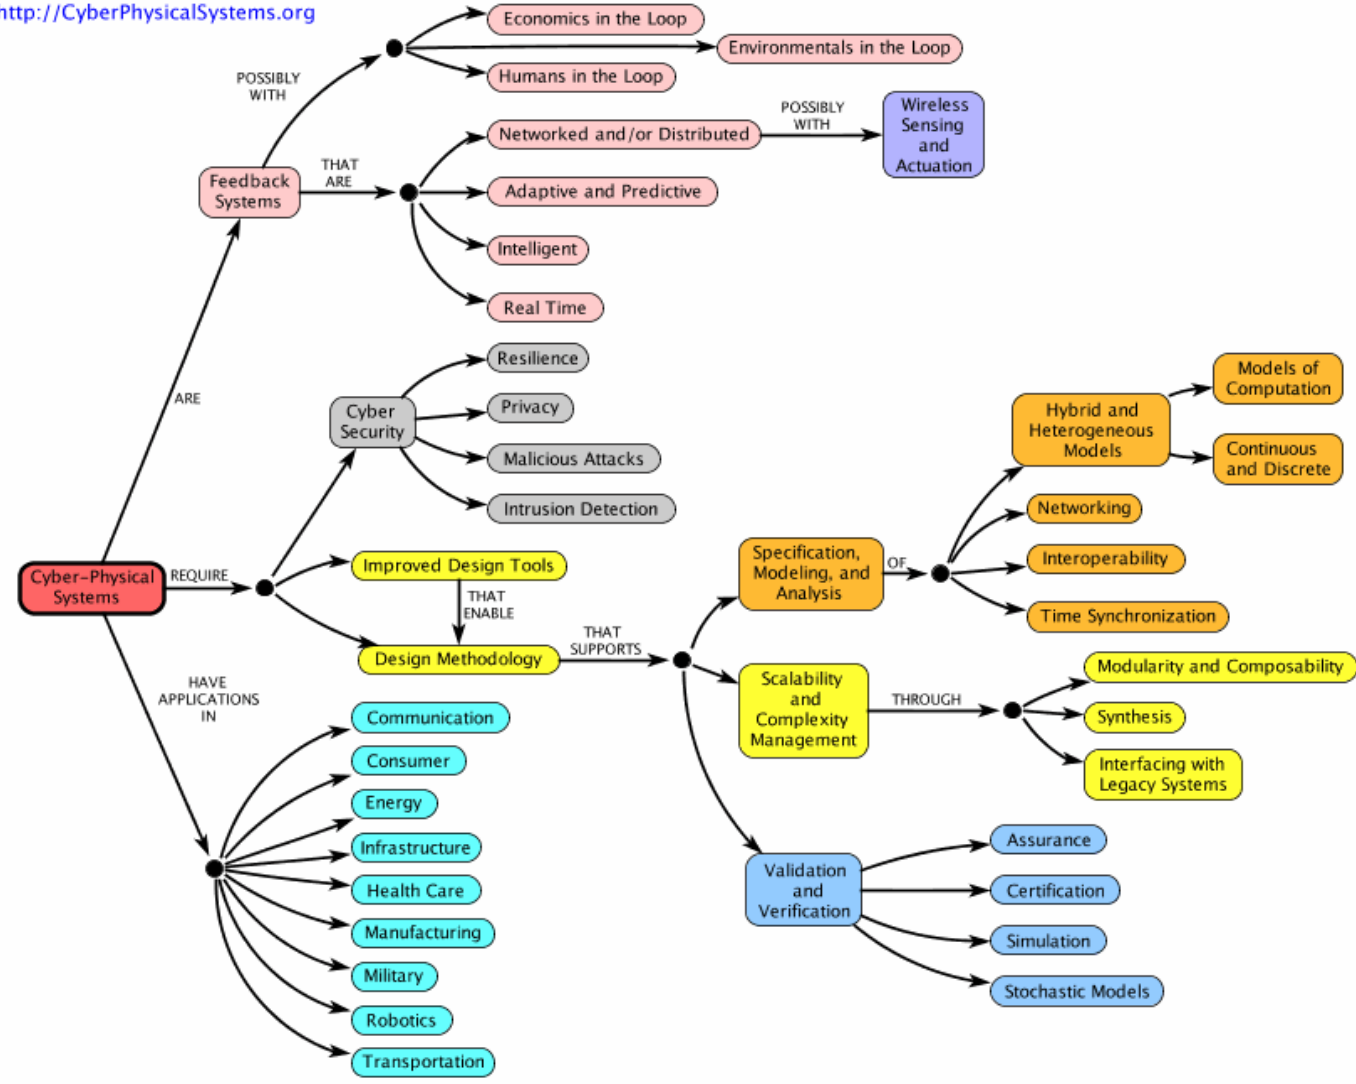 http://CyberPhysicalSystems.org
Economics in the Loop
Environmentals in the Loop
Humans in the Loop
POSSIBLY
WITH
Networked and/or Distributed
POSSIBLY
WITH
Wireless
Sensing
and
Actuation
Feedback
Systems
THAT
ARE
Adaptive and Predictive
Intelligent
Real Time
ARE
Resilience
Cyber
Security
Privacy
Malicious Attacks
Intrusion Detection
Models of
Computation
Hybrid and
Heterogeneous
Models
Continuous
and Discrete
Networking
Interoperability
Time Synchronization
Specification,
Modeling, and
Analysis
OF
Cyber-Physical
Systems
REQUIRE
Improved Design Tools
THAT
ENABLE
Design Methodology
THAT
SUPPORTS
Scalability
and
Complexity
Management
THROUGH
Modularity and Composability
Synthesis
Interfacing with
Legacy Systems
HAVE
APPLICATIONS
IN
Communication
Consumer
Energy
Infrastructure
Health Care
Manufacturing
Military
Robotics
Transportation
Validation
and
Verification
Assurance
Certification
Simulation
Stochastic Models